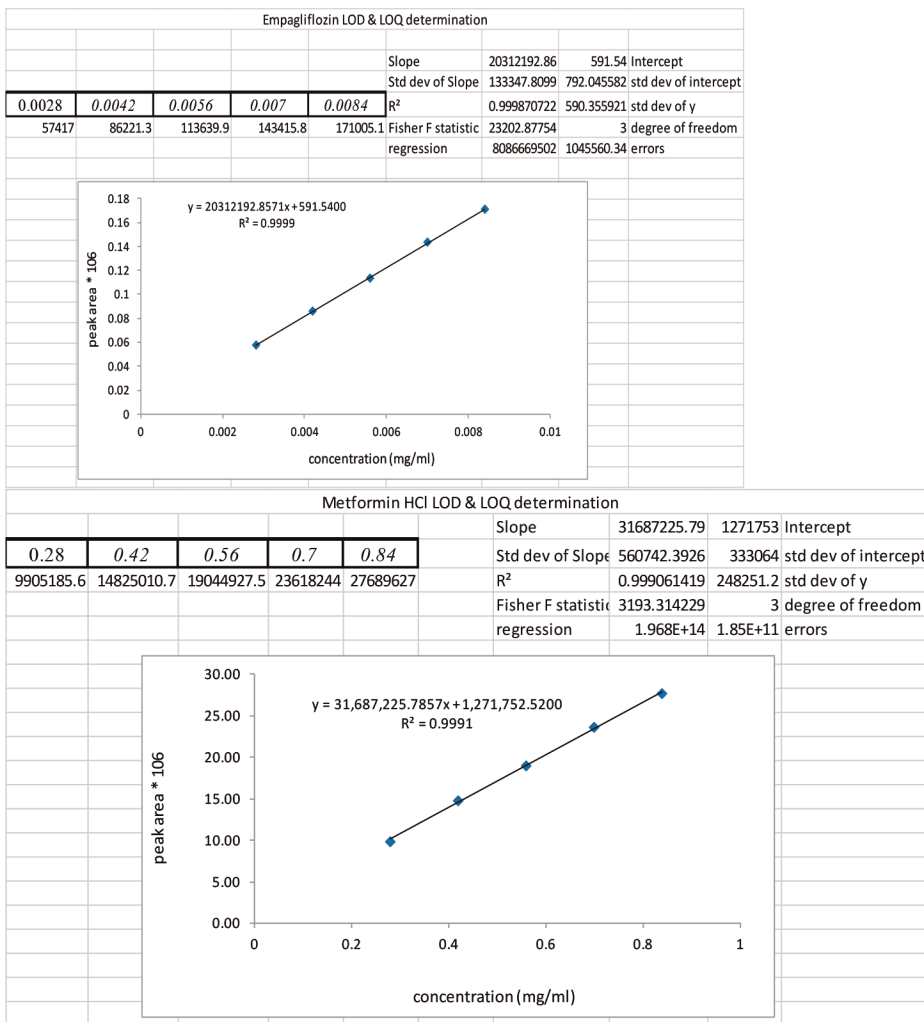 Empagliflozin LOD & LOQ determination
Slope 20312192.86 591.54 Intercept
Std dev of Slope 133347.8099 792.045582 std dev of intercept
0.0028 0.0042 0.0056 0.007 0.0084 R² 0.999870722 590.355921 std dev of y
57417 86221.3 113639.9 143415.8 171005.1 Fisher F statistic 23202.87754 3 degree of freedom
regression 8086669502 1045560.34 errors
y = 20312192.8571x + 591.5400
R² = 0.9999
peak area * 106
0.18
0.16
0.14
0.12
0.1
0.08
0.06
0.04
0.02
0
0 0.002 0.004 0.006 0.008 0.01
concentration (mg/ml)
Metformin HCl LOD & LOQ determination
Slope 31687225.79 1271753 Intercept
0.28 0.42 0.56 0.7 0.84 Std dev of Slope 560742.3926 333064 std dev of intercept
9905185.6 14825010.7 19044927.5 23618244 27689627 R² 0.999061419 248251.2 std dev of y
Fisher F statisti 3193.314229 3 degree of freedom
regression 1.968E+14 1.85E+11 errors
y = 31,687,225.7857x + 1,271,752.5200
R² = 0.9991
peak area * 106
30.00
25.00
20.00
15.00
10.00
5.00
0.00
0 0.2 0.4 0.6 0.8 1
concentration (mg/ml)